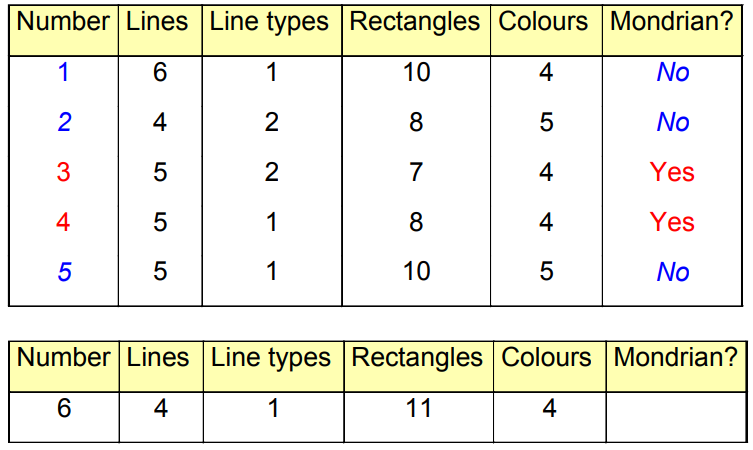 Number Lines Line types Rectangles Colours Mondrian?
1 6 1 10 4 No
2 4 2 8 5 No
3 5 2 7 4 Yes
4 5 1 8 4 Yes
5 5 1 10 5 No
Number Lines Line types Rectangles Colours Mondrian?
6 4 1 11 4